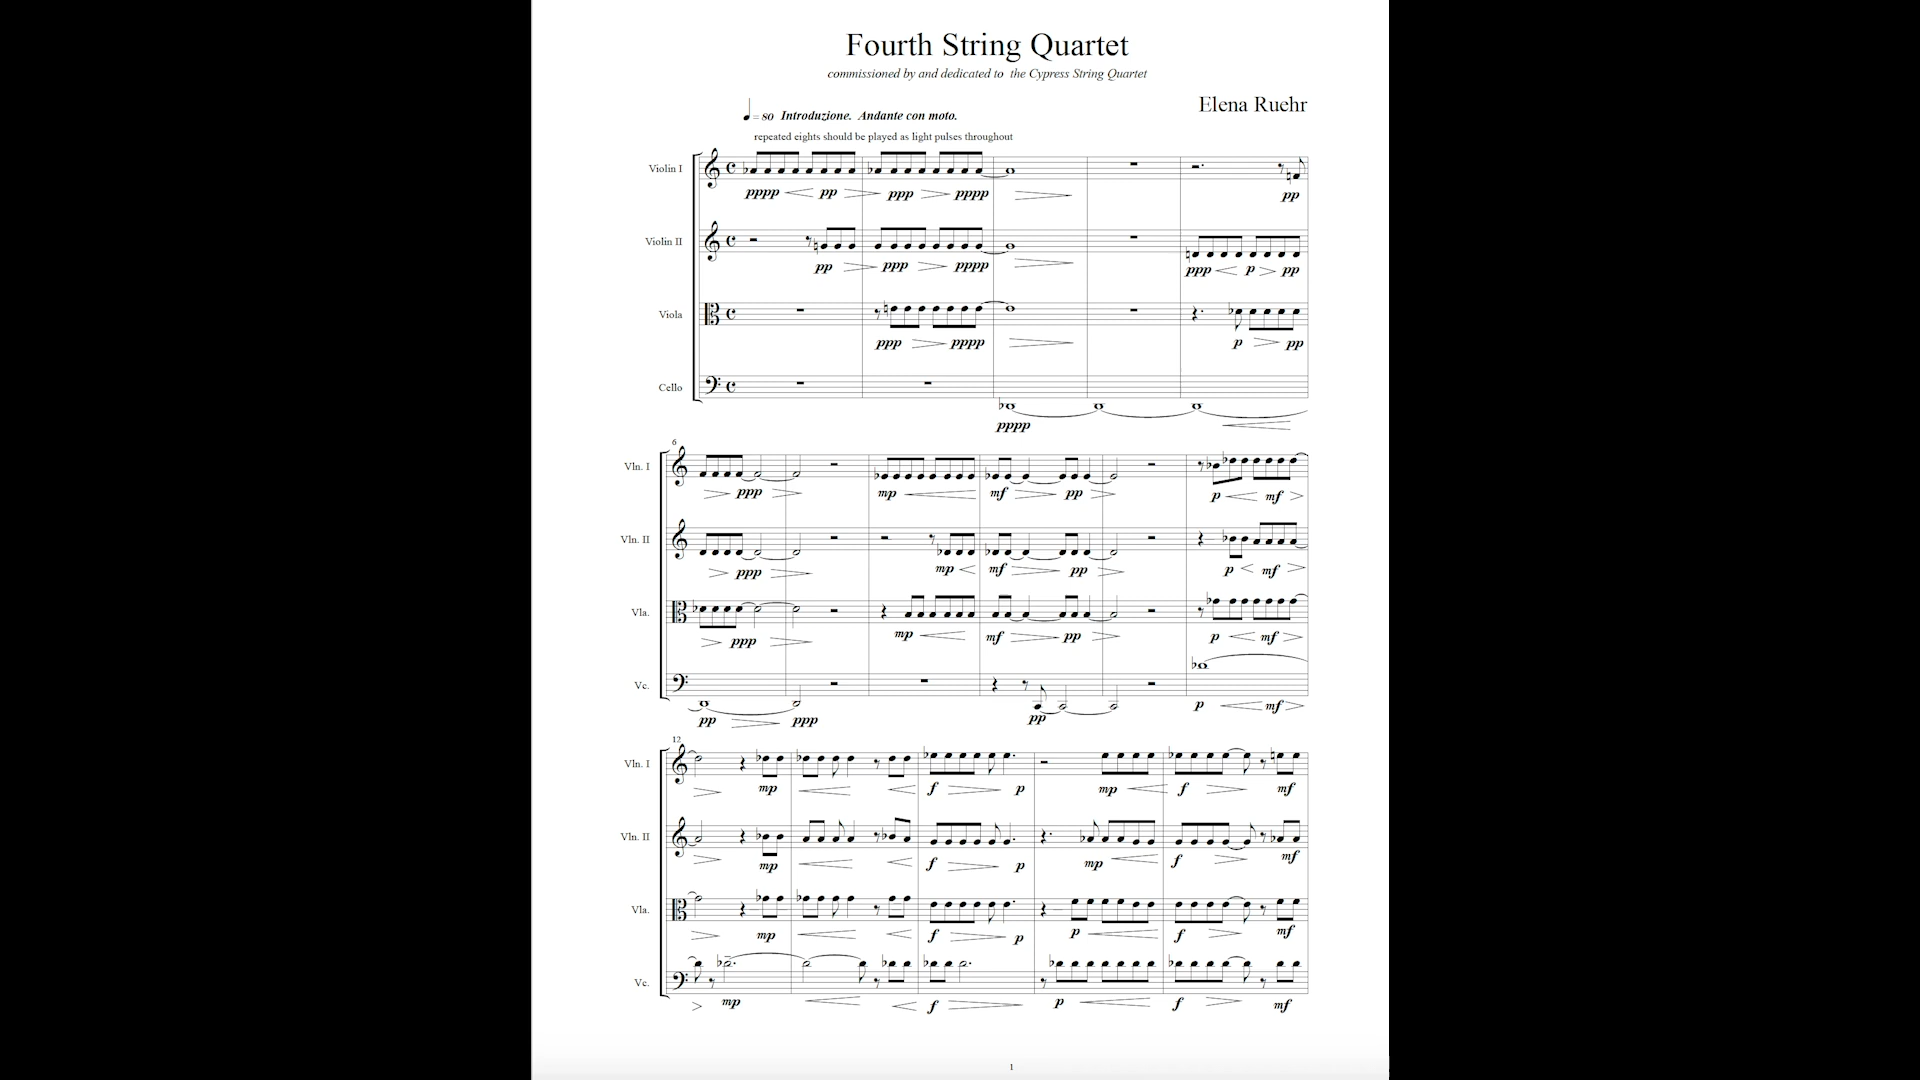 Fourth String Quartet
commissioned by and dedicated to the Cypress String Quartet
Elena Ruehr
= 80 Introduzione. Andante con moto.
repeated eights should be played as light pulses throughout
Violin I
pppp pp ppp pppp pp
Violin II
pp ppp pppp ppp p pp
Viola
ppp pppp p pp
Cello
pppp
6
Vln. I
ppp mp mf pp p mf
Vln. II
ppp mp mf pp p mf
Vla.
ppp mp mf pp p mf
Vc.
pp ppp pp p mf
12
Vln. I
mp f p mp f mf
Vln. II
mp f p mp f mf
Vla.
mp f p p f mf
Vc.
mp f p f mf
1